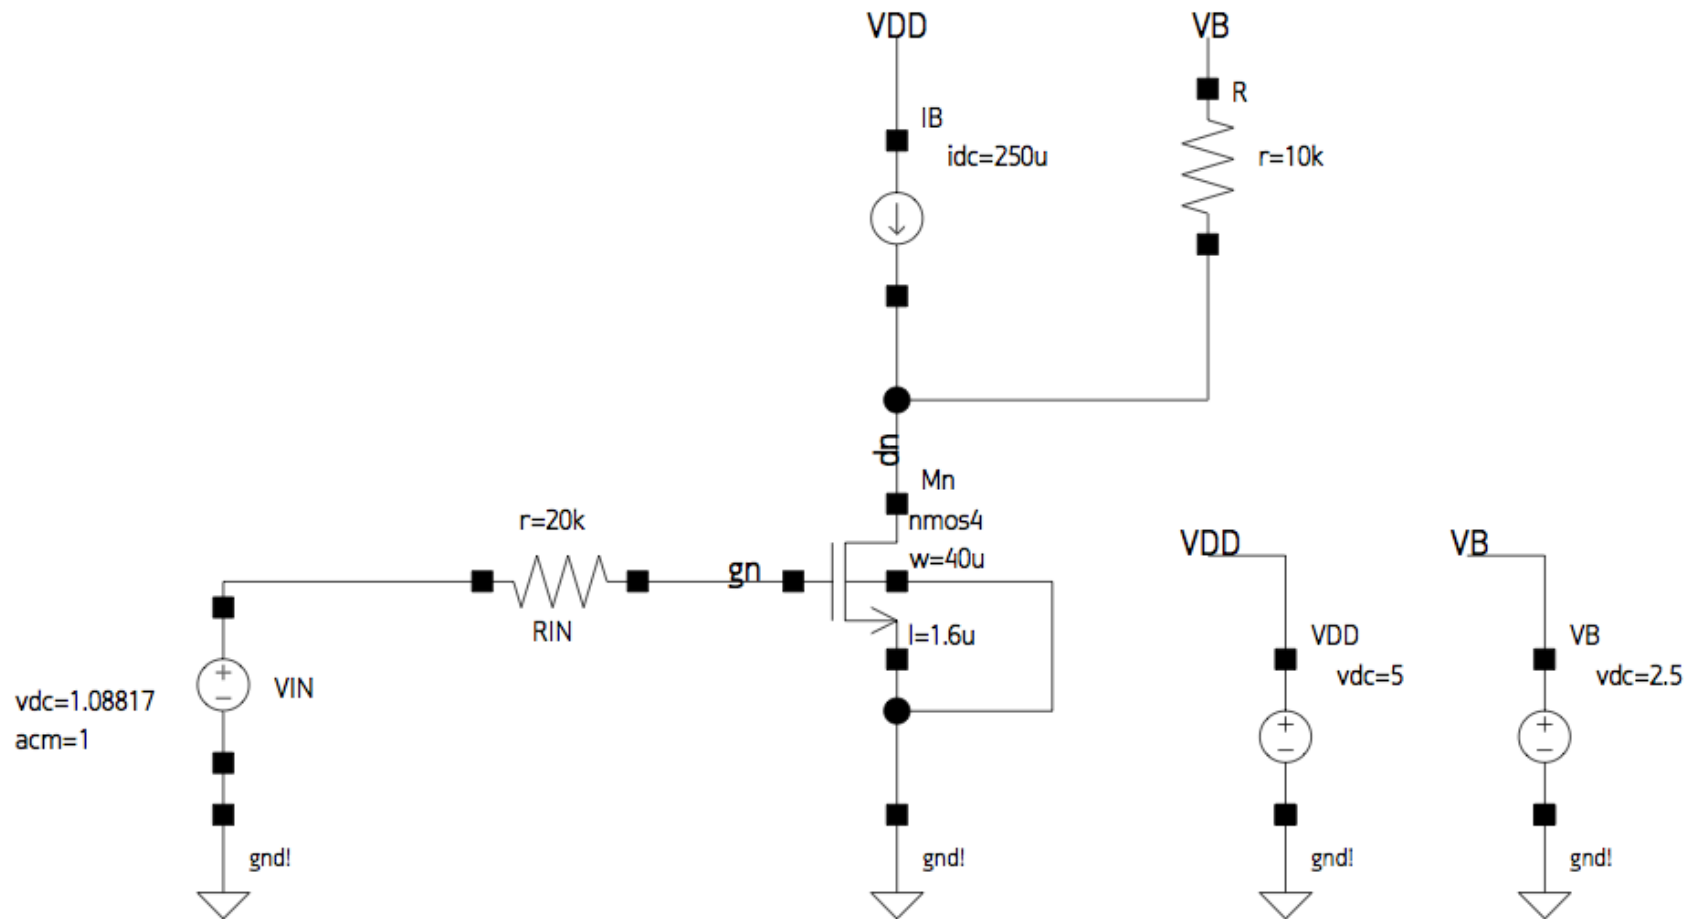 VDD
VB
IB
idc=250u
R
r=10k
dn
Mn
nmos4
w=40u
l=1.6u
r=20k
RIN
gn
VIN
vdc=1.08817
acm=1
gnd!
gnd!
VDD
VDD
vdc=5
gnd!
VB
VB
vdc=2.5
gnd!